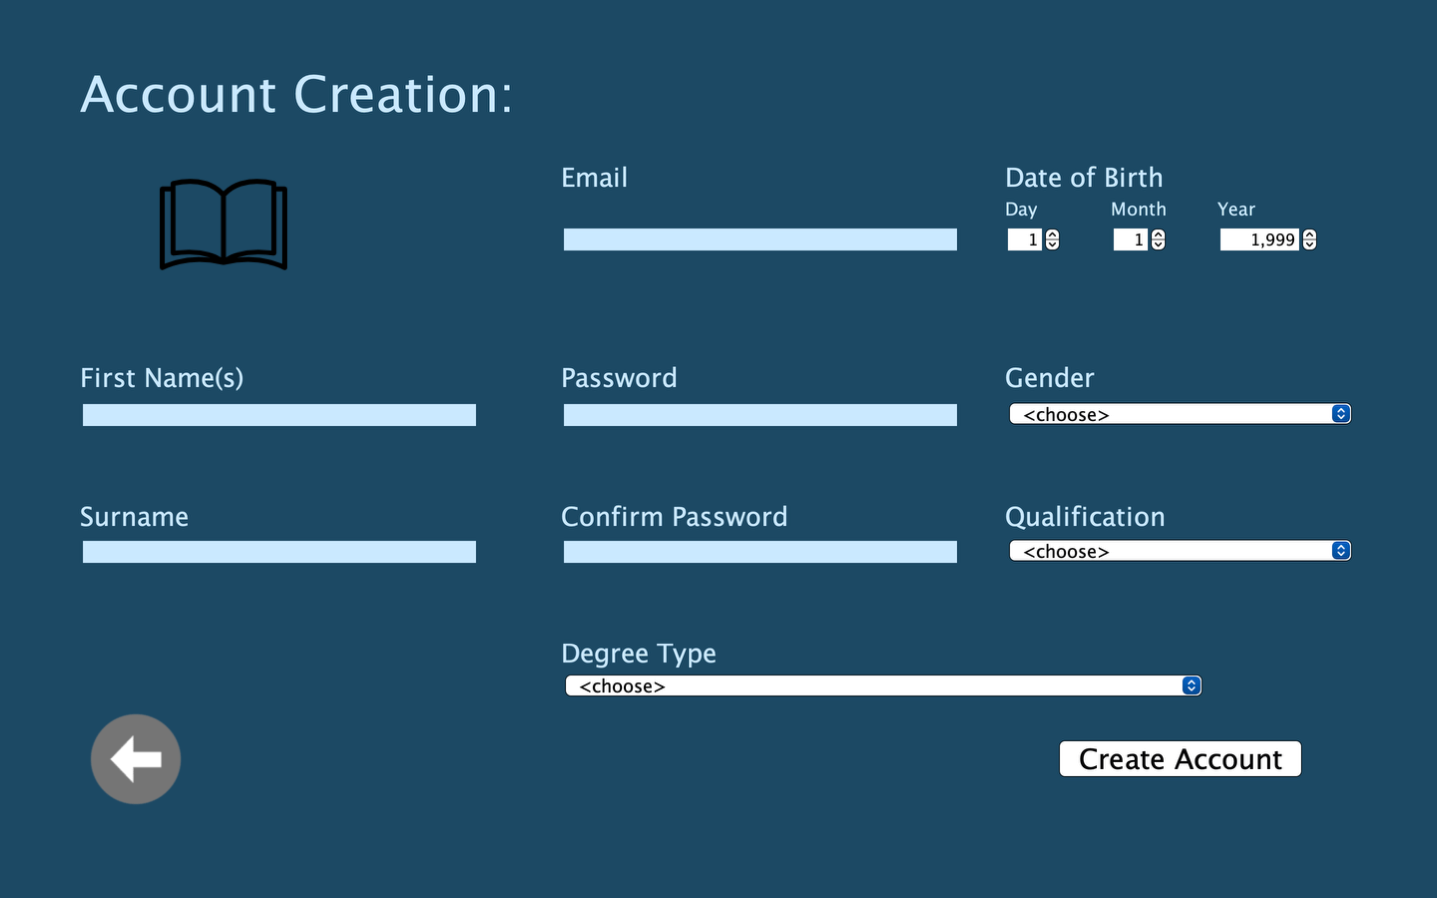 Account Creation:
Email
Date of Birth
Day Month Year
1 1 1,999
First Name(s)
Password
Gender
<choose>
Surname
Confirm Password
Qualification
<choose>
Degree Type
<choose>
Create Account